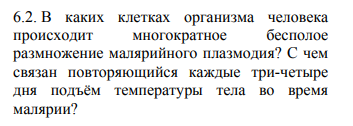 6.2. В каких клетках организма человека
происходит многократное бесполое
размножение малярийного плазмодия? С чем
связан повторяющийся каждые три-четыре
дня подъём температуры тела во время
малярии?